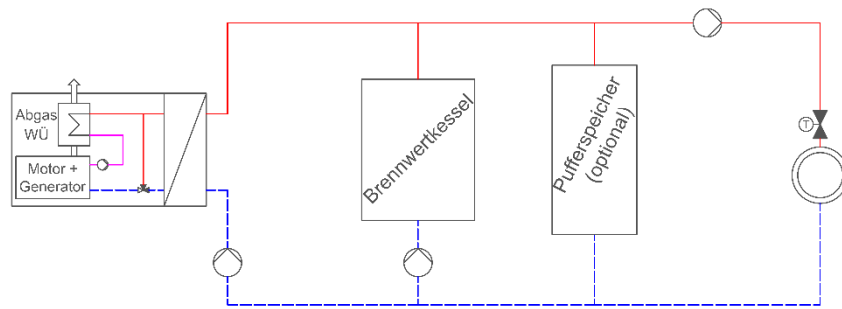 Abgas
WÜ
Motor +
Generator
Brennwertkessel
Pufferspeicher
(optional)
T